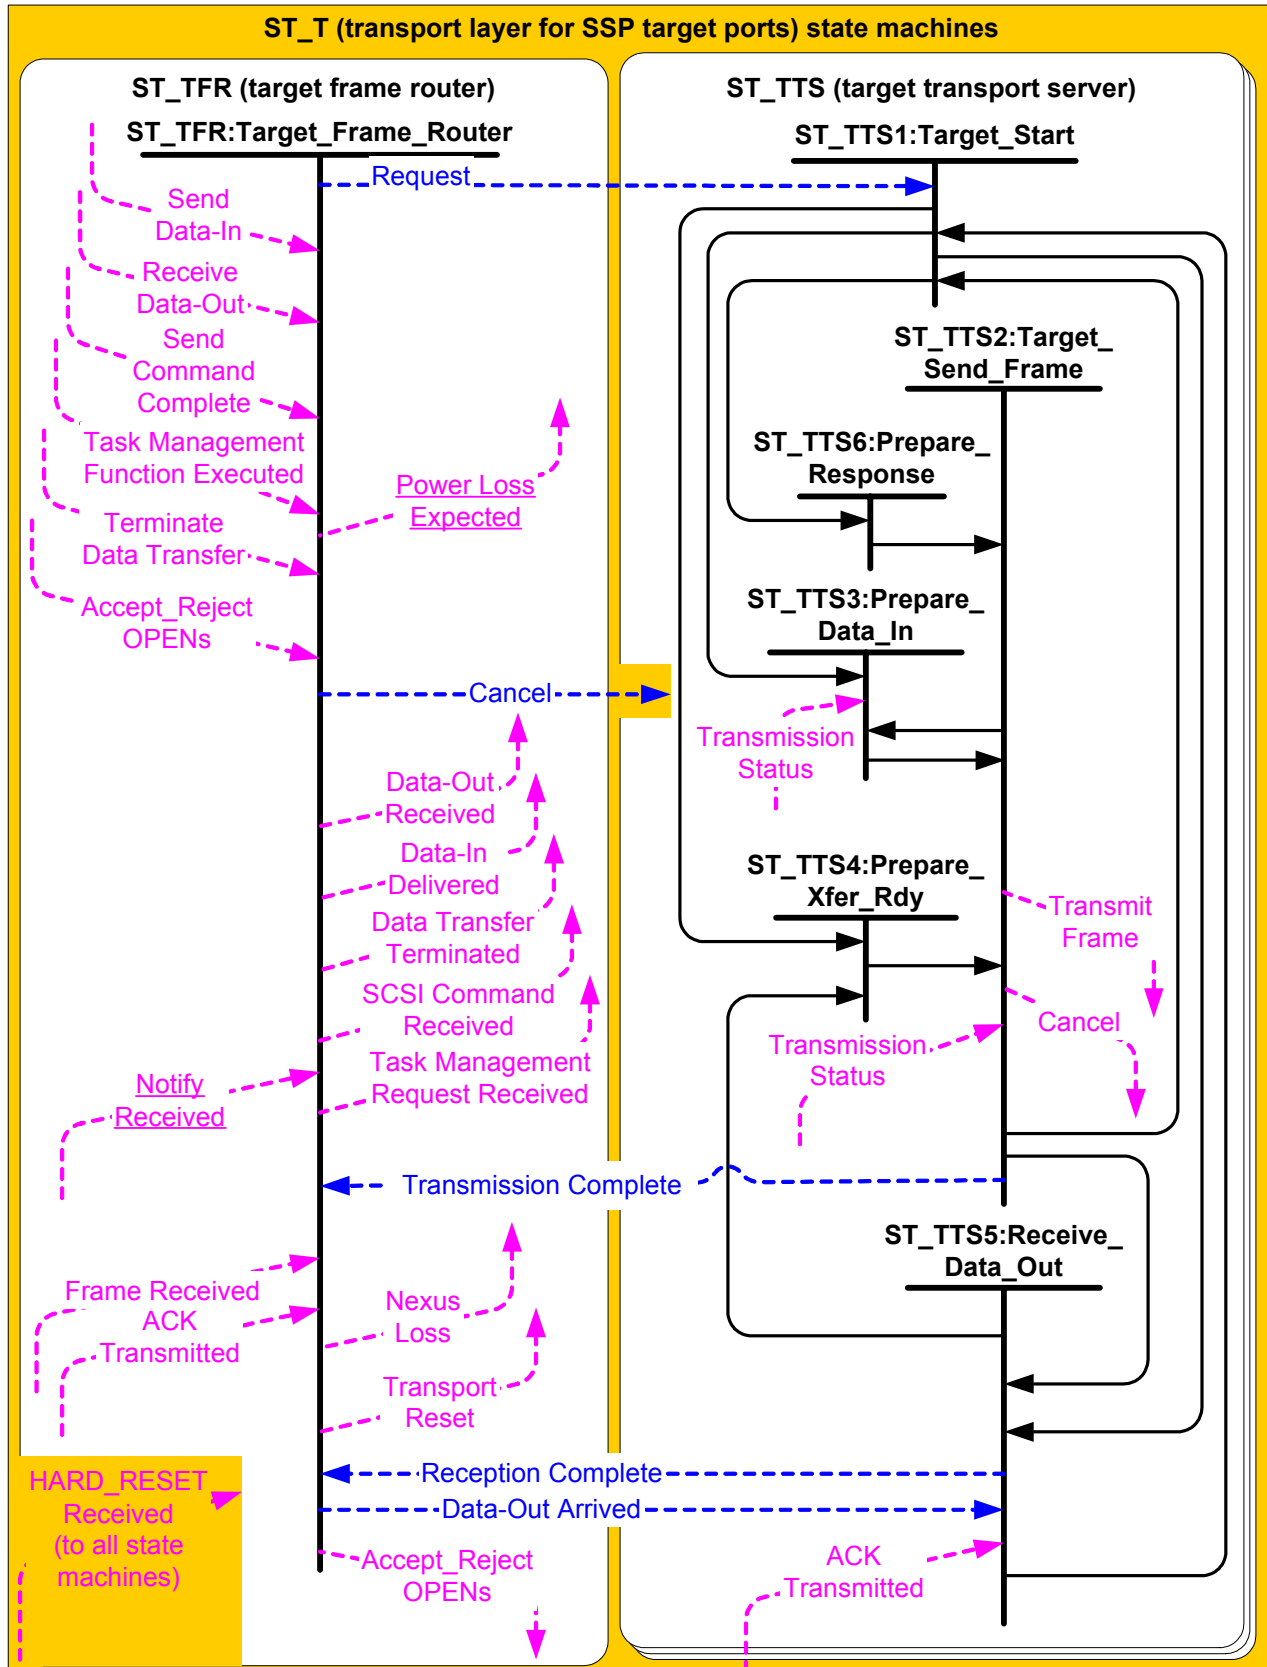 ST_T (transport layer for SSP target ports) state machines
ST_TFR (target frame router)
ST_TFR:Target_Frame_Router
Request
Send
Data-In
Receive
Data-Out
Send
Command
Complete
Task Management
Function Executed
Power Loss
Expected
Terminate
Data Transfer
Accept_Reject
OPENs
Cancel
Data-Out
Received
Data-In
Delivered
Data Transfer
Terminated
SCSI Command
Received
Task Management
Request Received
Notify
Received
Transmission Complete
Frame Received
ACK
Transmitted
Nexus
Loss
Transport
Reset
HARD_RESET
Received
(to all state
machines)
Reception Complete
Data-Out Arrived
Accept_Reject
OPENs
ST_TTS (target transport server)
ST_TTS1:Target_Start
ST_TTS2:Target_
Send_Frame
ST_TTS6:Prepare_
Response
ST_TTS3:Prepare_
Data_In
Transmission
Status
ST_TTS4:Prepare_
Xfer_Rdy
Transmit
Frame
Cancel
Transmission
Status
ST_TTS5:Receive_
Data_Out
ACK
Transmitted